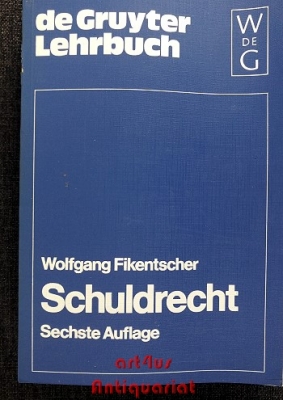 de Gruyter
Lehrbuch
W
DE
G
Wolfgang Fikentscher
Schuldrecht
Sechste Auflage
art4us
Antiquariat